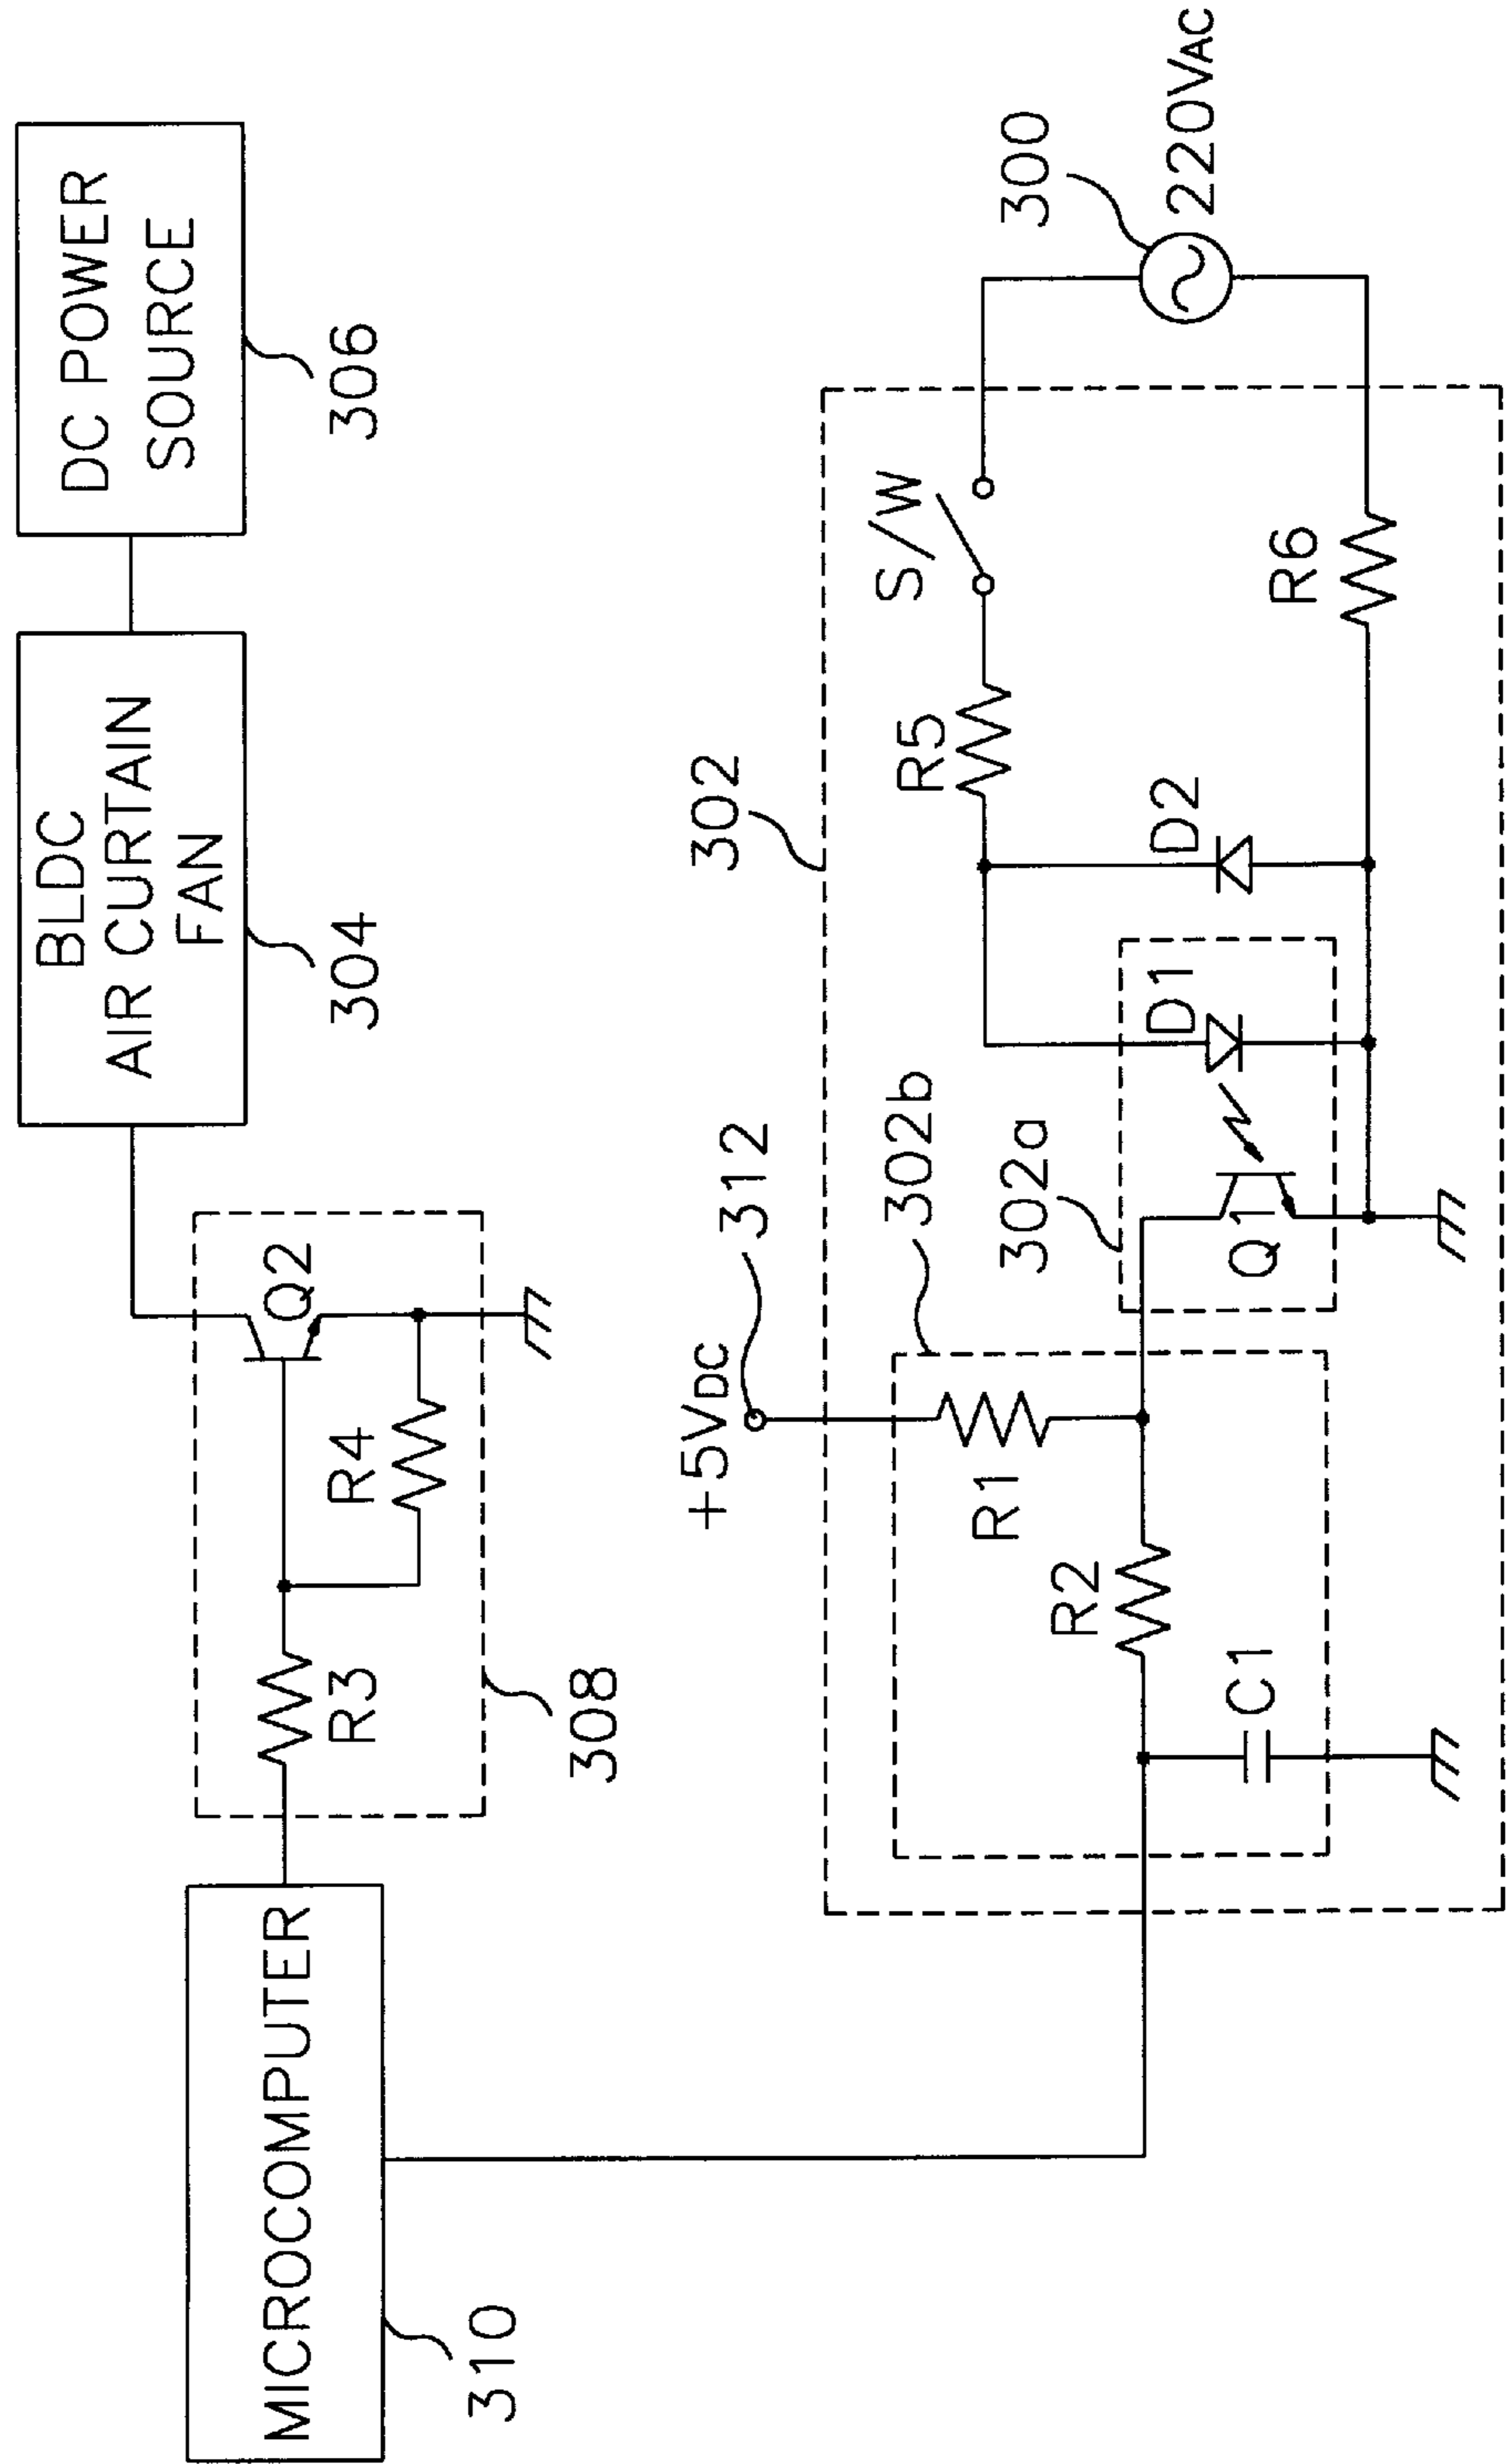 MICROCOMPUTER
310
R3
R4
Q2
308
BLDC
AIR CURTAIN
FAN
304
DC POWER
SOURCE
306
+5VDC
312
302
302b
302a
R1
R2
C1
Q1
D1
D2
R5
S/W
R6
300
220VAC